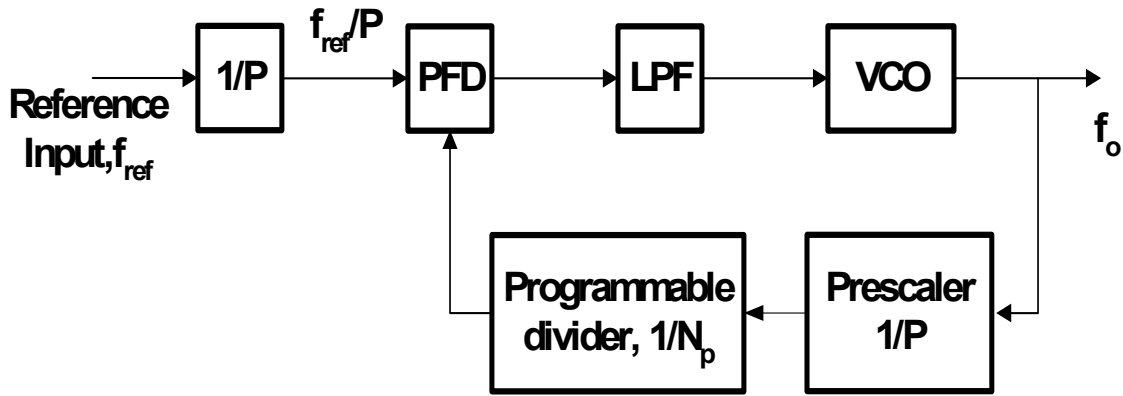 f_ref/P
1/P
PFD
LPF
VCO
Reference
Input,f_ref
f_o
Programmable
divider, 1/N_p
Prescaler
1/P